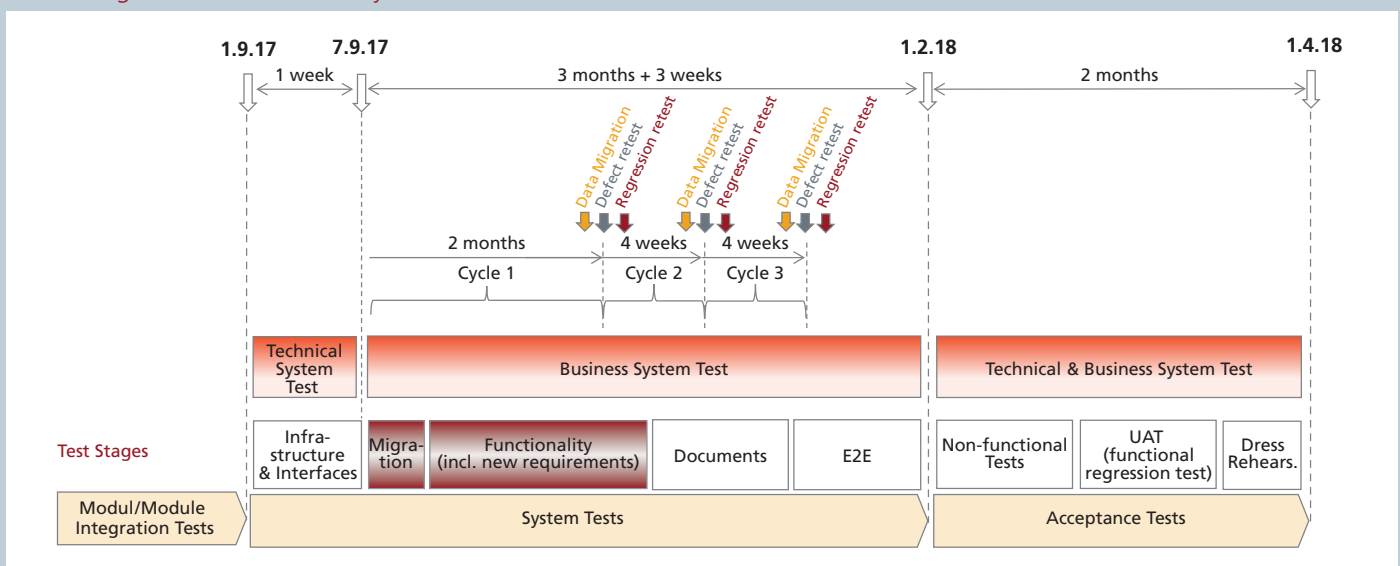 1.9.17
7.9.17
1.2.18
1.4.18
1 week
3 months + 3 weeks
2 months
Data Migration
Defect retest
Regression retest
Data Migration
Defect retest
Regression retest
Data Migration
Defect retest
Regression retest
2 months
4 weeks
4 weeks
Cycle 1
Cycle 2
Cycle 3
Technical
System
Test
Business System Test
Technical & Business System Test
Test Stages
Infra-
structure
& Interfaces
Migra-
tion
Functionality
(incl. new requirements)
Documents
E2E
Non-functional
Tests
UAT
(functional
regression test)
Dress
Rehears.
Modul/Module
Integration Tests
System Tests
Acceptance Tests